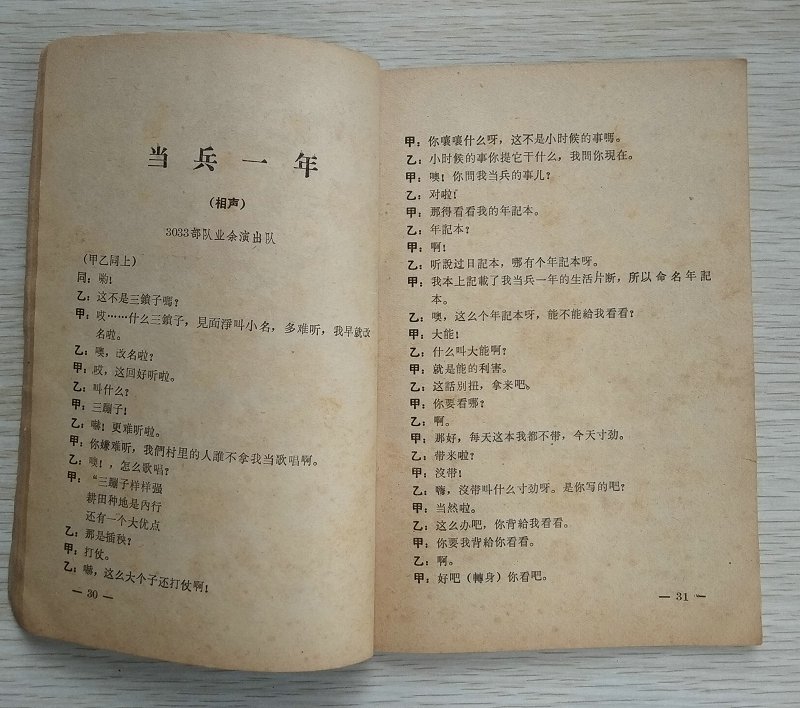 当兵一年
(相声)
3033部队业余演出队
(甲乙同上)
同：喲！
乙：这不是三鎖子嗎？
甲：哎……什么三鎖子，見面淨叫小名，多难听，我早就改
名啦。
乙：噢，改名啦？
甲：哎，这回好听啦。
乙：叫什么？
甲：三蹦子！
乙：嗽！更难听啦。
甲：你嫌难听，我們村里的人誰不拿我当歌唱啊。
乙：噢！，怎么歌唱？
甲：“三蹦子样样强
耕田种地是內行
还有一个大优点
乙：那是插秧？
甲：打仗。
乙：嗽，这么大个子还打仗啊！
— 30 —
甲：你嚷嚷什么呀，这不是小时候的事嗎。
乙：小时候的事你提它干什么，我問你現在。
甲：噢！你問我当兵的事儿？
乙：对啦！
甲：那得看看我的年記本。
乙：年記本？
甲：啊！
乙：听説过日記本，哪有个年記本呀。
甲：我本上記載了我当兵一年的生活片断，所以命名年記
本。
乙：噢，这么个年記本呀，能不能給我看看？
甲：大能！
乙：什么叫大能啊？
甲：就是能的利害。
乙：这話別扭，拿来吧。
甲：你要看哪？
乙：啊。
甲：那好，每天这本我都不带，今天寸劲。
乙：带来啦？
甲：沒带！
乙：嗨，沒带叫什么寸劲呀。是你写的吧？
甲：当然啦。
乙：这么办吧，你背給我看看。
甲：你要我背給你看看。
乙：啊。
甲：好吧（轉身）你看吧。
— 31 —